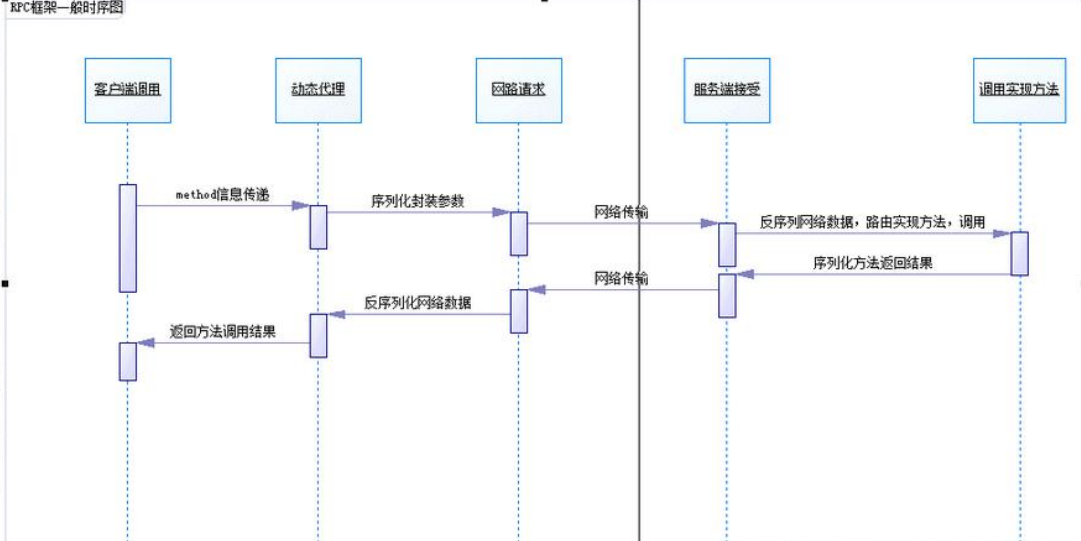 RPC框架一般时序图
客户端调用
动态代理
网路请求
服务端接受
调用实现方法
method信息传递
序列化封装参数
网络传输
反序列网络数据，路由实现方法，调用
序列化方法返回结果
网络传输
反序列化网络数据
返回方法调用结果